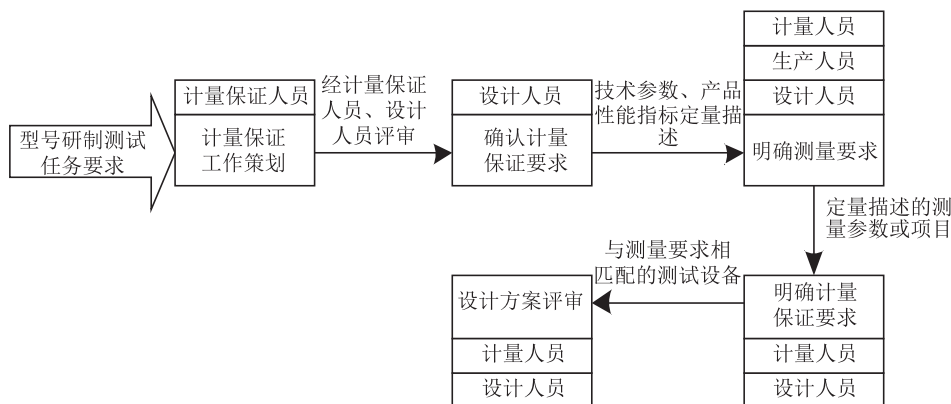 型号研制测试
任务要求
计量保证人员
计量保证
工作策划
经计量保证
人员、设计
人员评审
设计人员
确认计量
保证要求
技术参数、产品
性能指标定量描
述
计量人员
生产人员
设计人员
明确测量要求
定量描述的测
量参数或项目
明确计量
保证要求
计量人员
设计人员
与测量要求相
匹配的测试设备
设计方案评审
计量人员
设计人员